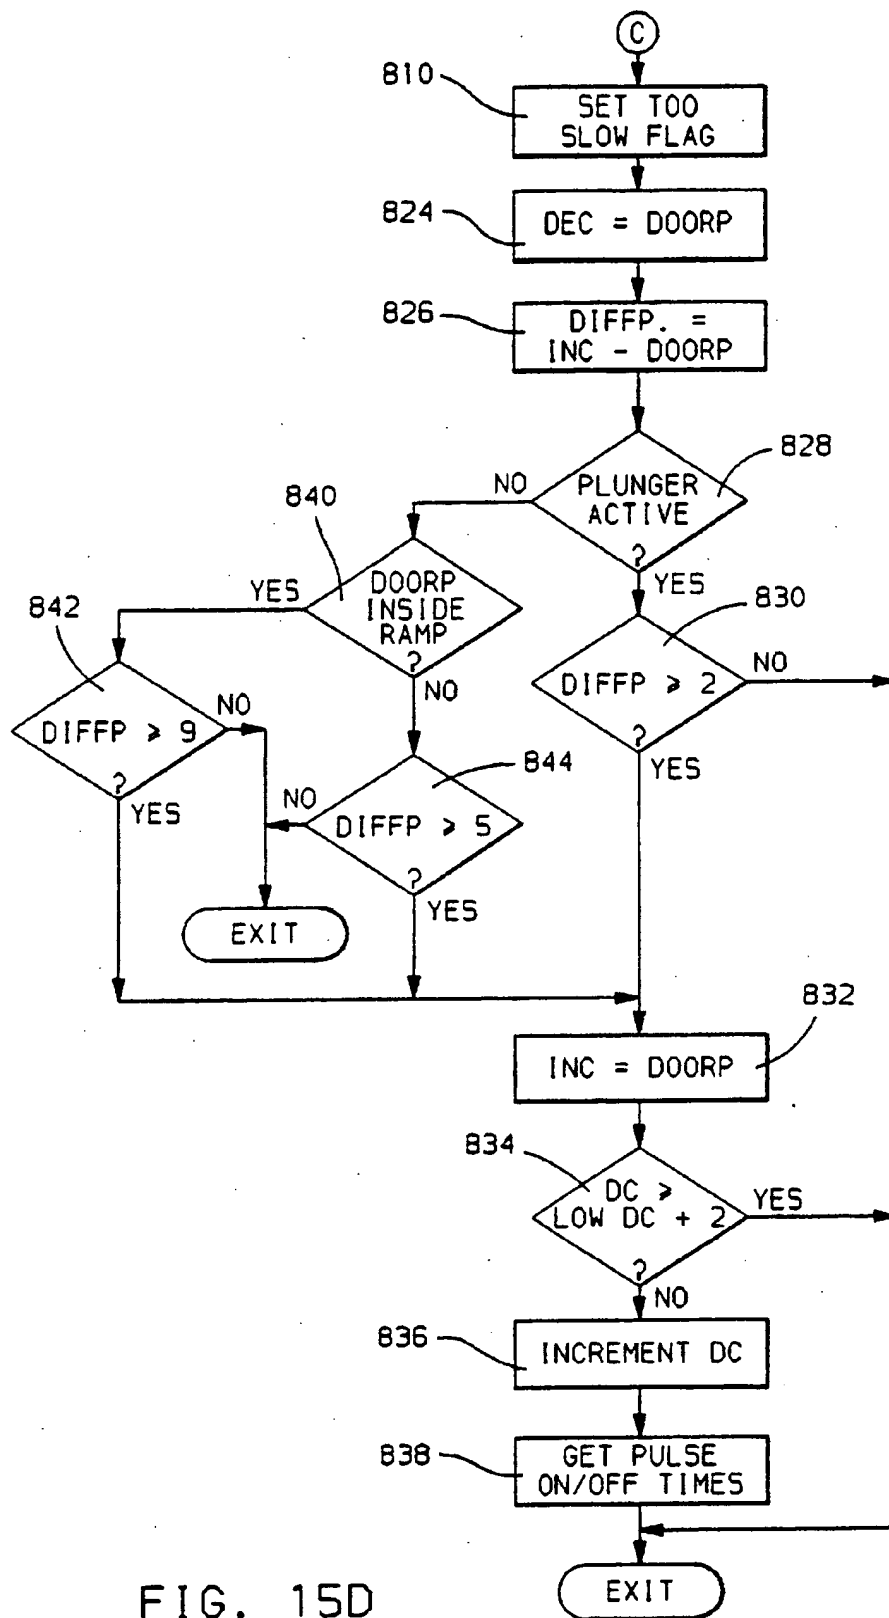 C
810
SET TOO
SLOW FLAG
824
DEC = DOORP
826
DIFFP. =
INC - DOORP
828
PLUNGER
ACTIVE
?
NO
YES
840
DOORP
INSIDE
RAMP
?
YES
NO
830
DIFFP ⩾ 2
?
NO
YES
842
DIFFP ⩾ 9
?
NO
YES
844
DIFFP ⩾ 5
?
NO
YES
EXIT
832
INC = DOORP
834
DC ⩾
LOW DC + 2
?
YES
NO
836
INCREMENT DC
838
GET PULSE
ON/OFF TIMES
EXIT
FIG. 15D